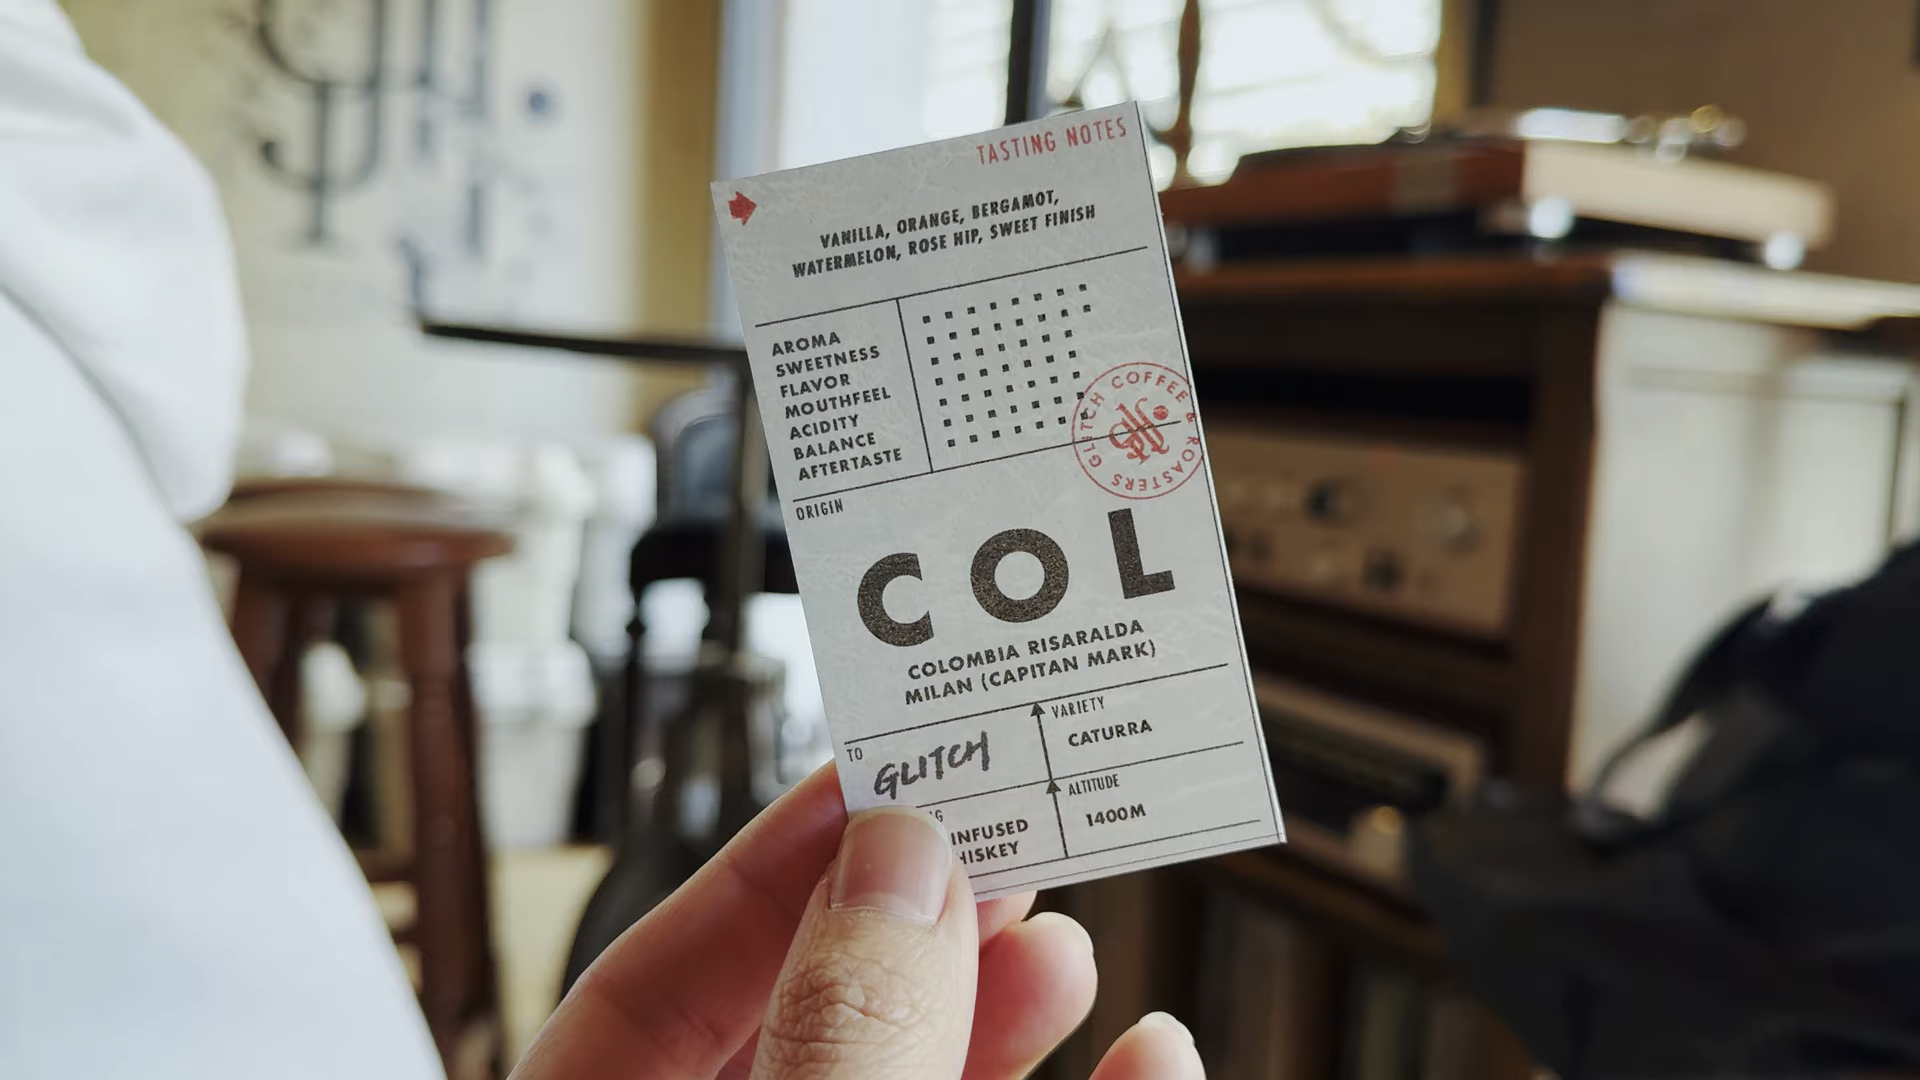 TASTING NOTES
VANILLA, ORANGE, BERGAMOT,
WATERMELON, ROSE HIP, SWEET FINISH
AROMA
SWEETNESS
FLAVOR
MOUTHFEEL
ACIDITY
BALANCE
AFTERTASTE
GLITCH COFFEE & ROASTERS
ORIGIN
COL
COLOMBIA RISARALDA
MILAN (CAPITAN MARK)
TO
GLITCH
VARIETY
CATURRA
ALTITUDE
1400M
INFUSED